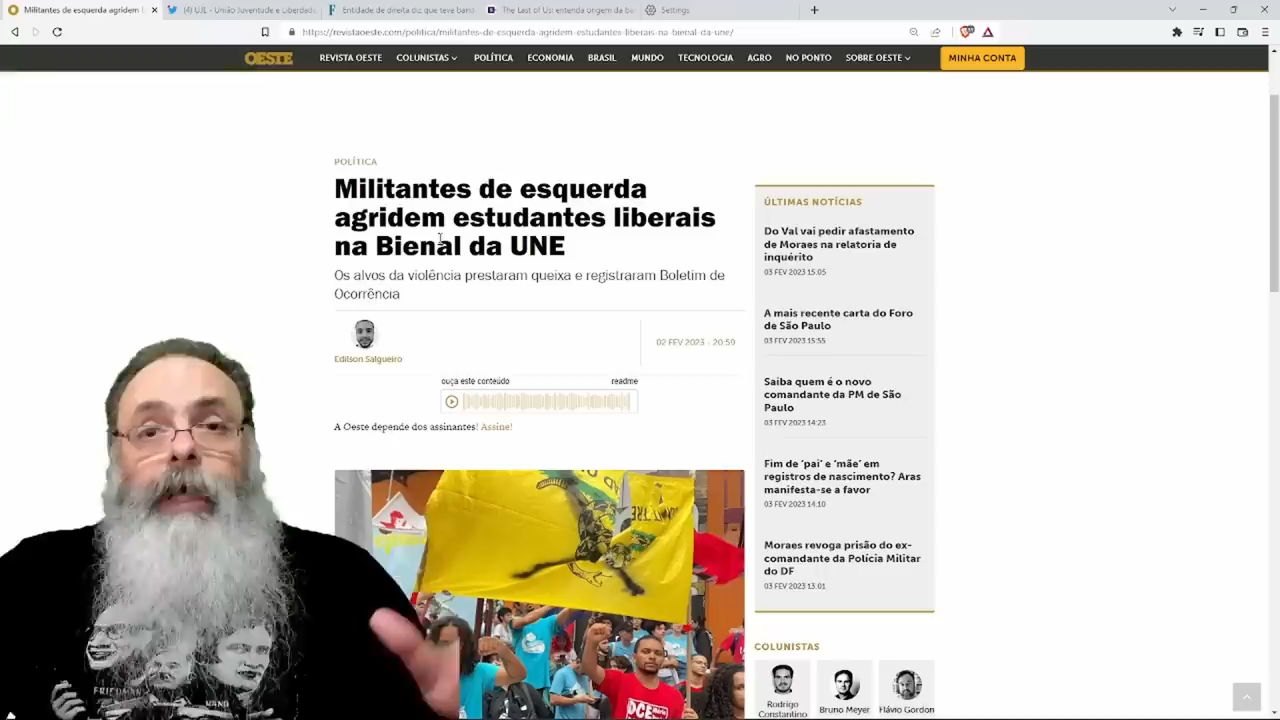 Militantes de esquerda agridem
(4) UJL - União Juventude e Liberdade
Entidade de direita diz que teve ban
The Last of Us: entenda origem da ba
Settings
https://revistaoeste.com/politica/militantes-de-esquerda-agridem-estudantes-liberais-na-bienal-da-une/
OESTE
REVISTA OESTE
COLUNISTAS
POLÍTICA
ECONOMIA
BRASIL
MUNDO
TECNOLOGIA
AGRO
NO PONTO
SOBRE OESTE
MINHA CONTA
POLÍTICA
Militantes de esquerda
agridem estudantes liberais
na Bienal da UNE
Os alvos da violência prestaram queixa e registraram Boletim de
Ocorrência
Edilson Salgueiro
02 FEV 2023 - 20:59
ouça este conteúdo
readme
A Oeste depende dos assinantes! Assine!
ÚLTIMAS NOTÍCIAS
Do Val vai pedir afastamento
de Moraes na relatoria de
inquérito
03 FEV 2023 15:05
A mais recente carta do Foro
de São Paulo
03 FEV 2023 15:55
Saiba quem é o novo
comandante da PM de São
Paulo
03 FEV 2023 14:23
Fim de ‘pai’ e ‘mãe’ em
registros de nascimento? Aras
manifesta-se a favor
03 FEV 2023 14:10
Moraes revoga prisão do ex-
comandante da Polícia Militar
do DF
03 FEV 2023 13:01
COLUNISTAS
Rodrigo
Constantino
Bruno Meyer
Flávio Gordon
FRIEDMAN
RAND
DCE